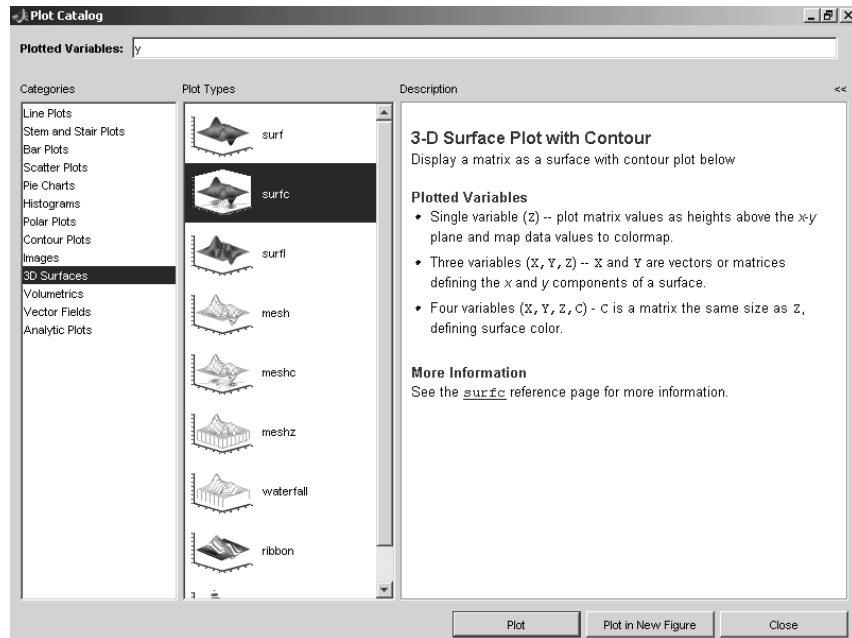 Plot Catalog
Plotted Variables: y
Categories
Plot Types
Description
<<
Line Plots
Stem and Stair Plots
Bar Plots
Scatter Plots
Pie Charts
Histograms
Polar Plots
Contour Plots
Images
3D Surfaces
Volumetrics
Vector Fields
Analytic Plots
surf
surfc
surfl
mesh
meshc
meshz
waterfall
ribbon
3-D Surface Plot with Contour
Display a matrix as a surface with contour plot below
Plotted Variables
• Single variable (Z) -- plot matrix values as heights above the x-y
plane and map data values to colormap.
• Three variables (X, Y, Z) -- X and Y are vectors or matrices
defining the x and y components of a surface.
• Four variables (X, Y, Z, C) - C is a matrix the same size as Z,
defining surface color.
More Information
See the surfc reference page for more information.
Plot
Plot in New Figure
Close